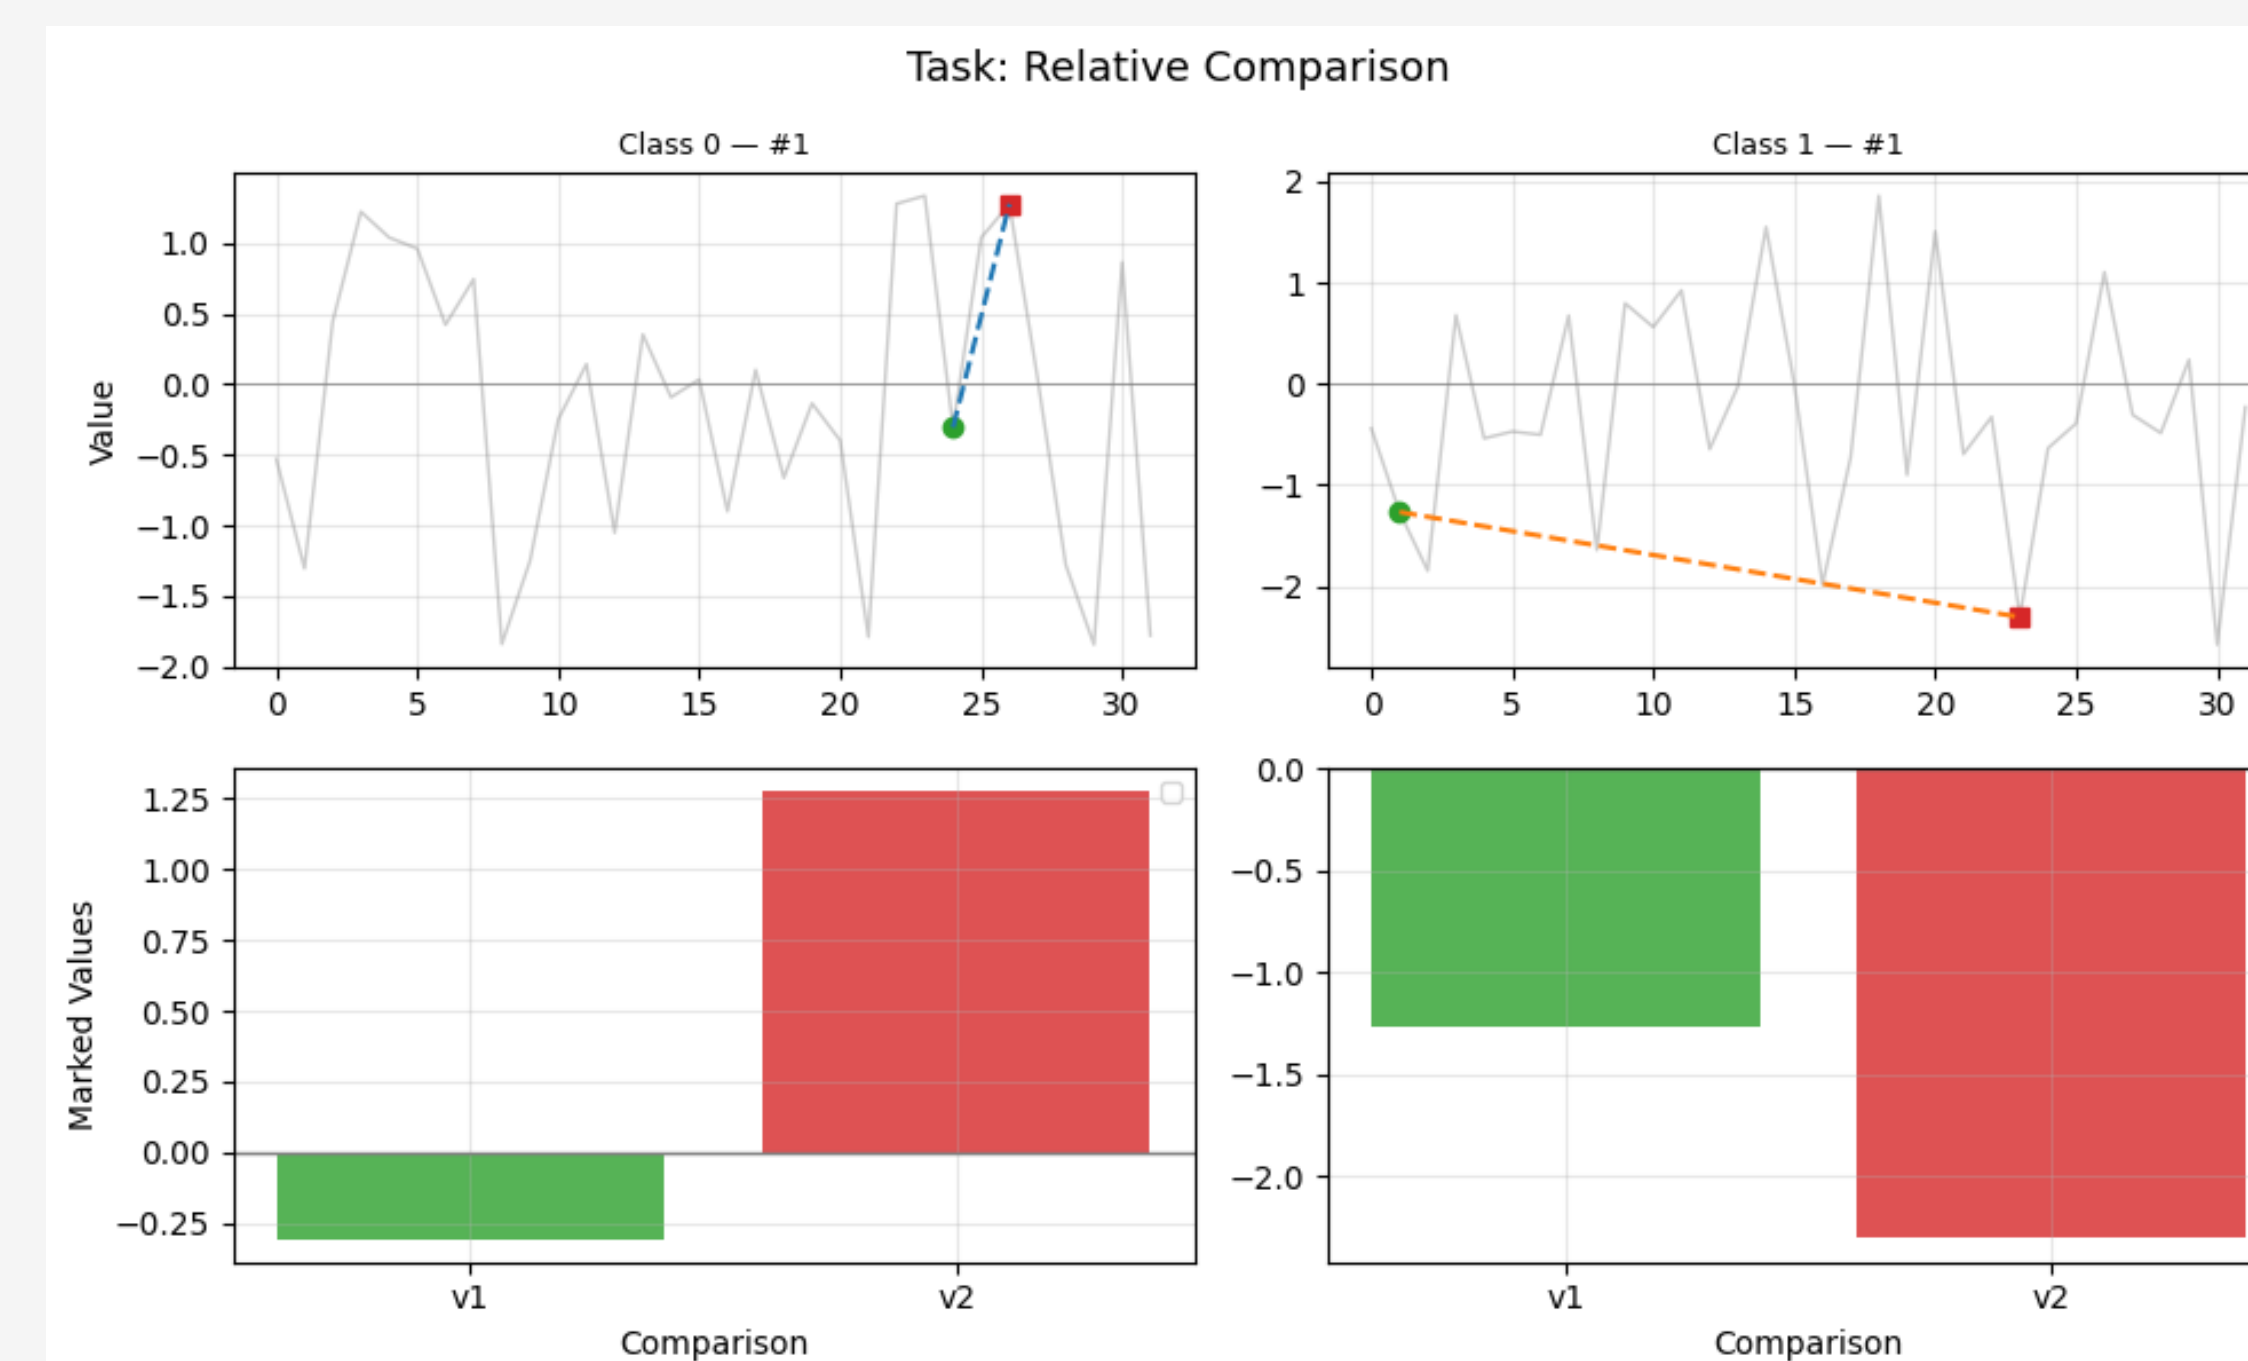 Task: Relative Comparison
Class 0 — #1
Value
1.0
0.5
0.0
−0.5
−1.0
−1.5
−2.0
0 5 10 15 20 25 30
Class 1 — #1
2
1
0
−1
−2
0 5 10 15 20 25 30
Marked Values
1.25
1.00
0.75
0.50
0.25
0.00
−0.25
v1 v2
Comparison
0.0
−0.5
−1.0
−1.5
−2.0
v1 v2
Comparison